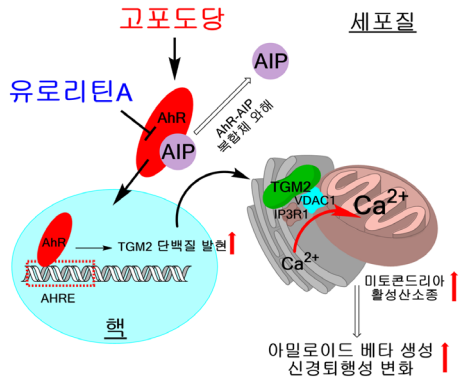 고포도당
세포질
유로리틴A
AhR
AIP
AIP
AhR-AIP
복합체 와해
TGM2
VDAC1
IP3R1
Ca2+
Ca2+
AhR
TGM2 단백질 발현
AHRE
핵
미토콘드리아
활성산소종
아밀로이드 베타 생성
신경퇴행성 변화